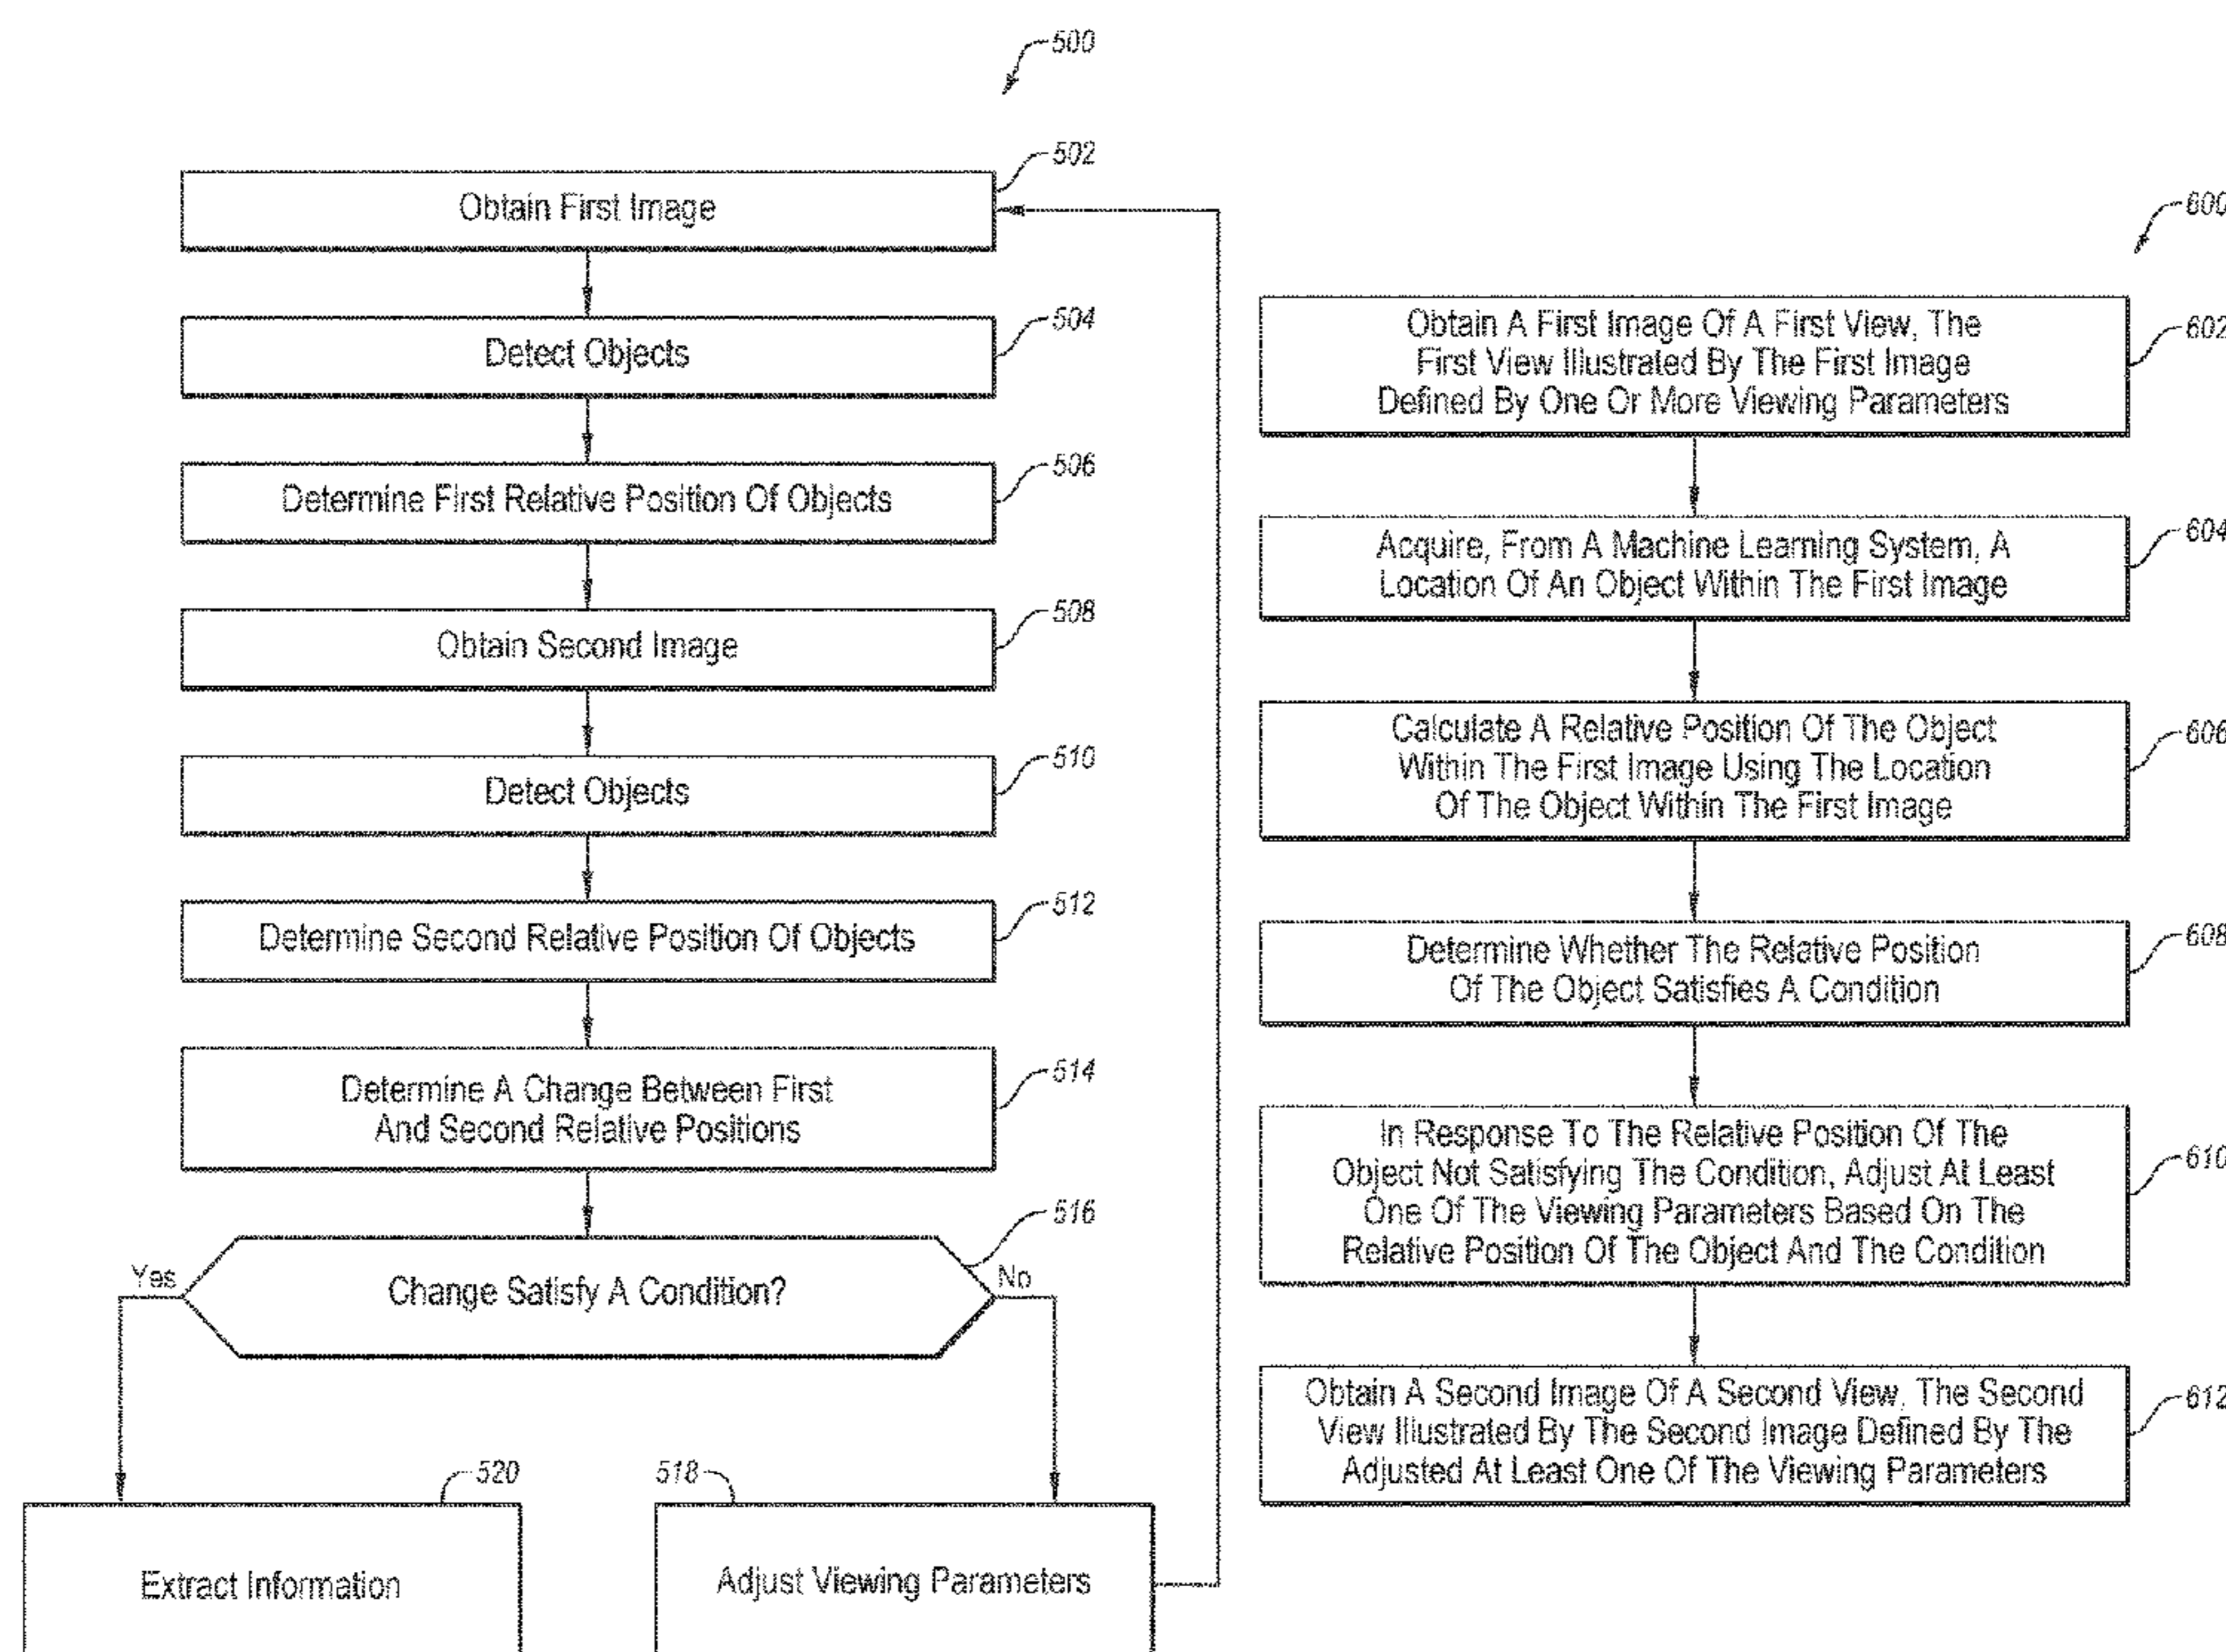 500
502
Obtain First Image
504
Detect Objects
506
Determine First Relative Position Of Objects
508
Obtain Second Image
510
Detect Objects
512
Determine Second Relative Position Of Objects
514
Determine A Change Between First
And Second Relative Positions
516
Yes
Change Satisfy A Condition?
No
520
Extract Information
518
Adjust Viewing Parameters
600
602
Obtain A First Image Of A First View, The
First View Illustrated By The First Image
Defined By One Or More Viewing Parameters
604
Acquire, From A Machine Learning System, A
Location Of An Object Within The First Image
606
Calculate A Relative Position Of The Object
Within The First Image Using The Location
Of The Object Within The First Image
608
Determine Whether The Relative Position
Of The Object Satisfies A Condition
610
In Response To The Relative Position Of The
Object Not Satisfying The Condition, Adjust At Least
One Of The Viewing Parameters Based On The
Relative Position Of The Object And The Condition
612
Obtain A Second Image Of A Second View, The Second
View Illustrated By The Second Image Defined By The
Adjusted At Least One Of The Viewing Parameters